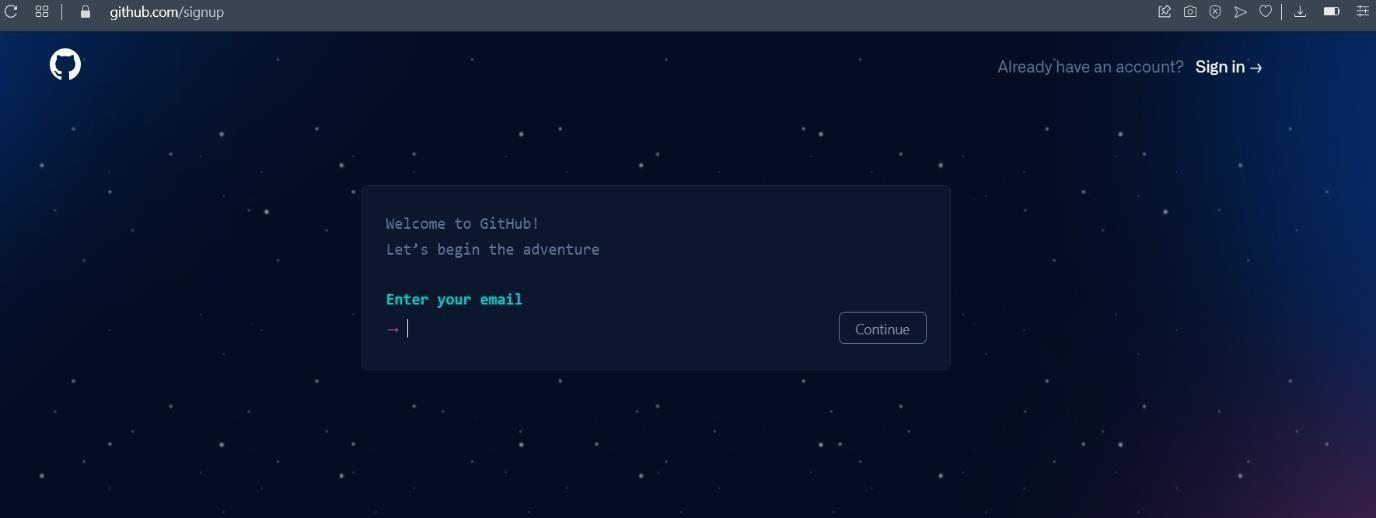 github.com/signup
Already have an account? Sign in →
Welcome to GitHub!
Let’s begin the adventure
Enter your email
→
Continue